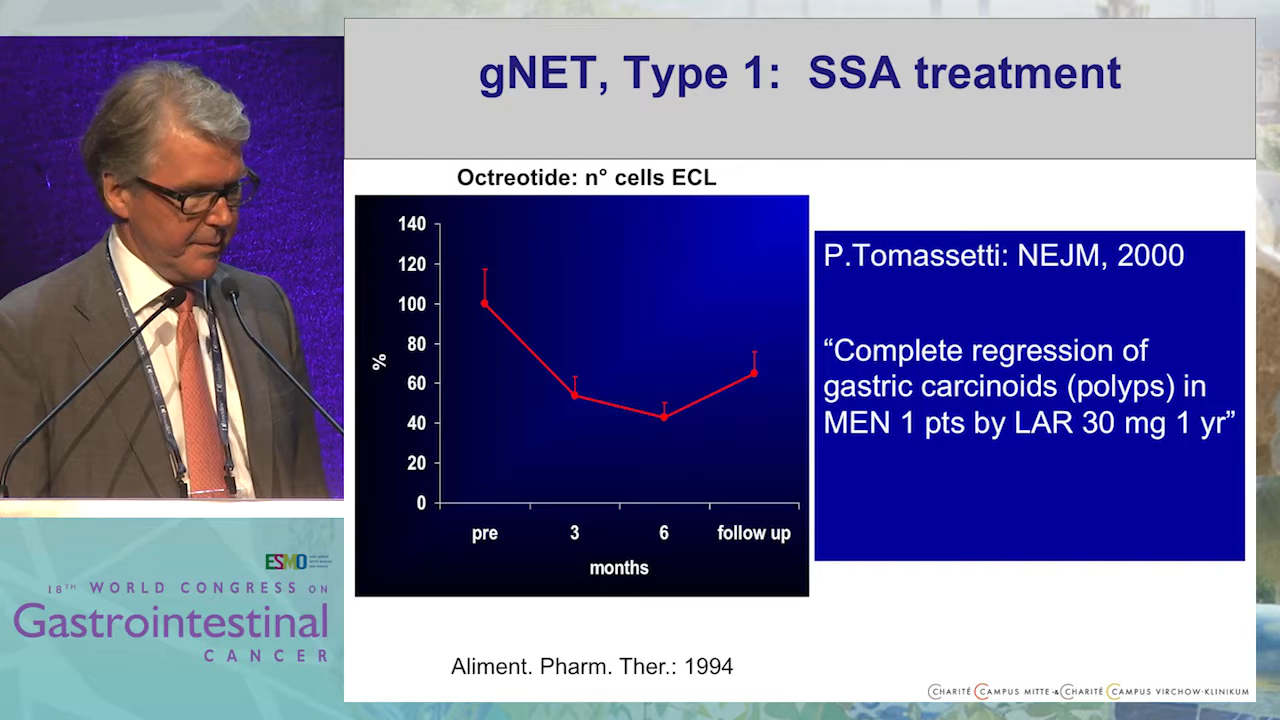 gNET, Type 1: SSA treatment
Octreotide: n° cells ECL
140
120
100
80
60
40
20
0
%
pre
3
6
follow up
months
P.Tomassetti: NEJM, 2000
“Complete regression of
gastric carcinoids (polyps) in
MEN 1 pts by LAR 30 mg 1 yr”
Aliment. Pharm. Ther.: 1994
CHARITÉ CAMPUS MITTE & CHARITÉ CAMPUS VIRCHOW-KLINIKUM
ESMO
18TH WORLD CONGRESS ON
Gastrointestinal
CANCER